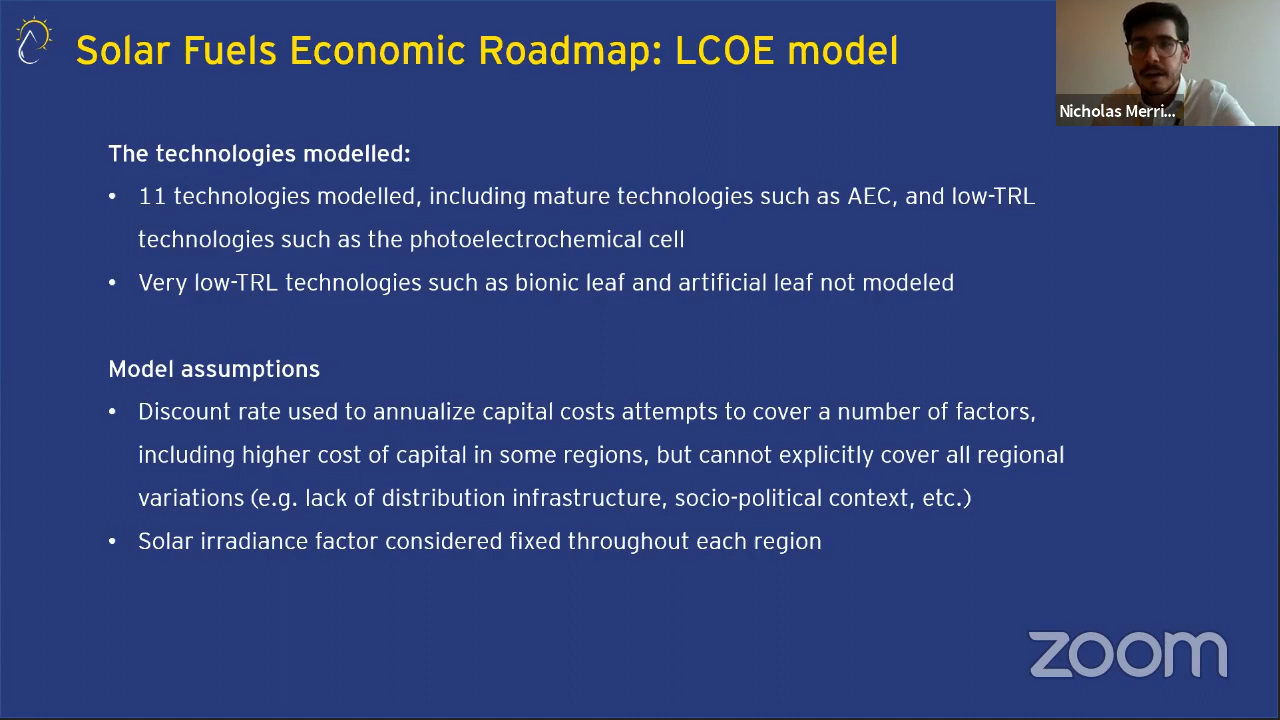 Solar Fuels Economic Roadmap: LCOE model
Nicholas Merri...
The technologies modelled:
• 11 technologies modelled, including mature technologies such as AEC, and low-TRL
technologies such as the photoelectrochemical cell
• Very low-TRL technologies such as bionic leaf and artificial leaf not modeled
Model assumptions
• Discount rate used to annualize capital costs attempts to cover a number of factors,
including higher cost of capital in some regions, but cannot explicitly cover all regional
variations (e.g. lack of distribution infrastructure, socio-political context, etc.)
• Solar irradiance factor considered fixed throughout each region
zoom